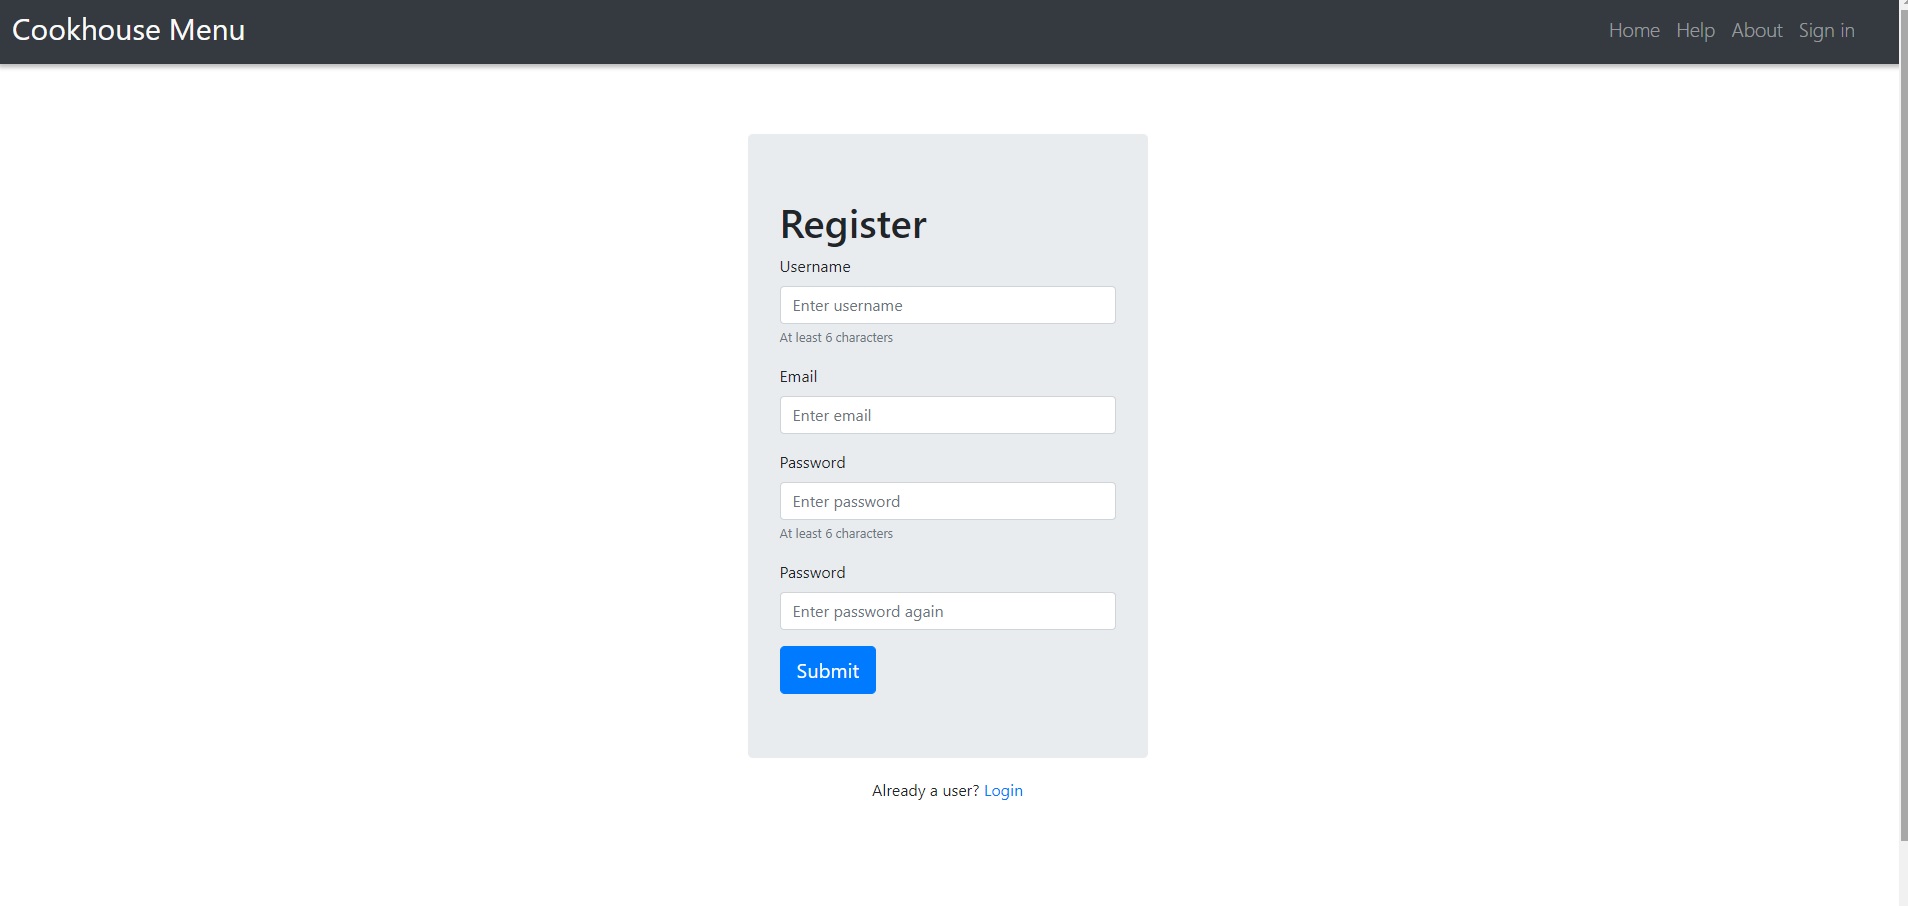 Cookhouse Menu
Home Help About Sign in
Register
Username
Enter username
At least 6 characters
Email
Enter email
Password
Enter password
At least 6 characters
Password
Enter password again
Submit
Already a user? Login